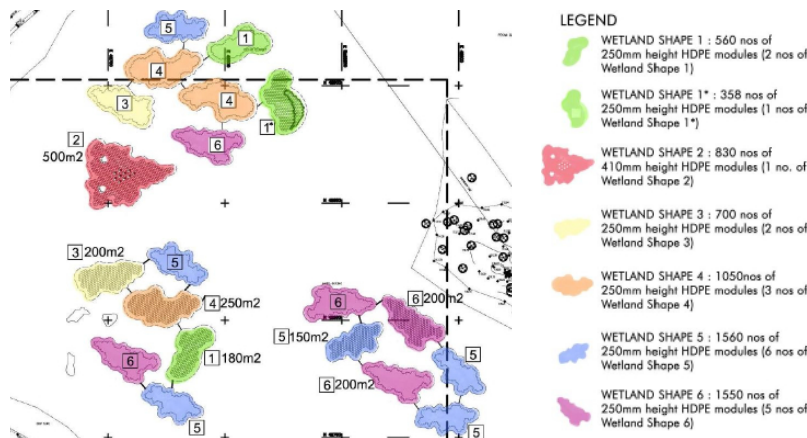 5
1
4
3
4
1*
6
2
500m2
3 200m2
5
4 250m2
6
1 180m2
5
6
6 200m2
5 150m2
5
6 200m2
5
LEGEND
WETLAND SHAPE 1 : 560 nos of
250mm height HDPE modules (2 nos of
Wetland Shape 1)
WETLAND SHAPE 1* : 358 nos of
250mm height HDPE modules (1 nos of
Wetland Shape 1*)
WETLAND SHAPE 2 : 830 nos of
410mm height HDPE modules (1 no. of
Wetland Shape 2)
WETLAND SHAPE 3 : 700 nos of
250mm height HDPE modules (2 nos of
Wetland Shape 3)
WETLAND SHAPE 4 : 1050nos of
250mm height HDPE modules (3 nos of
Wetland Shape 4)
WETLAND SHAPE 5 : 1560 nos of
250mm height HDPE modules (6 nos of
Wetland Shape 5)
WETLAND SHAPE 6 : 1550 nos of
250mm height HDPE modules (5 nos of
Wetland Shape 6)